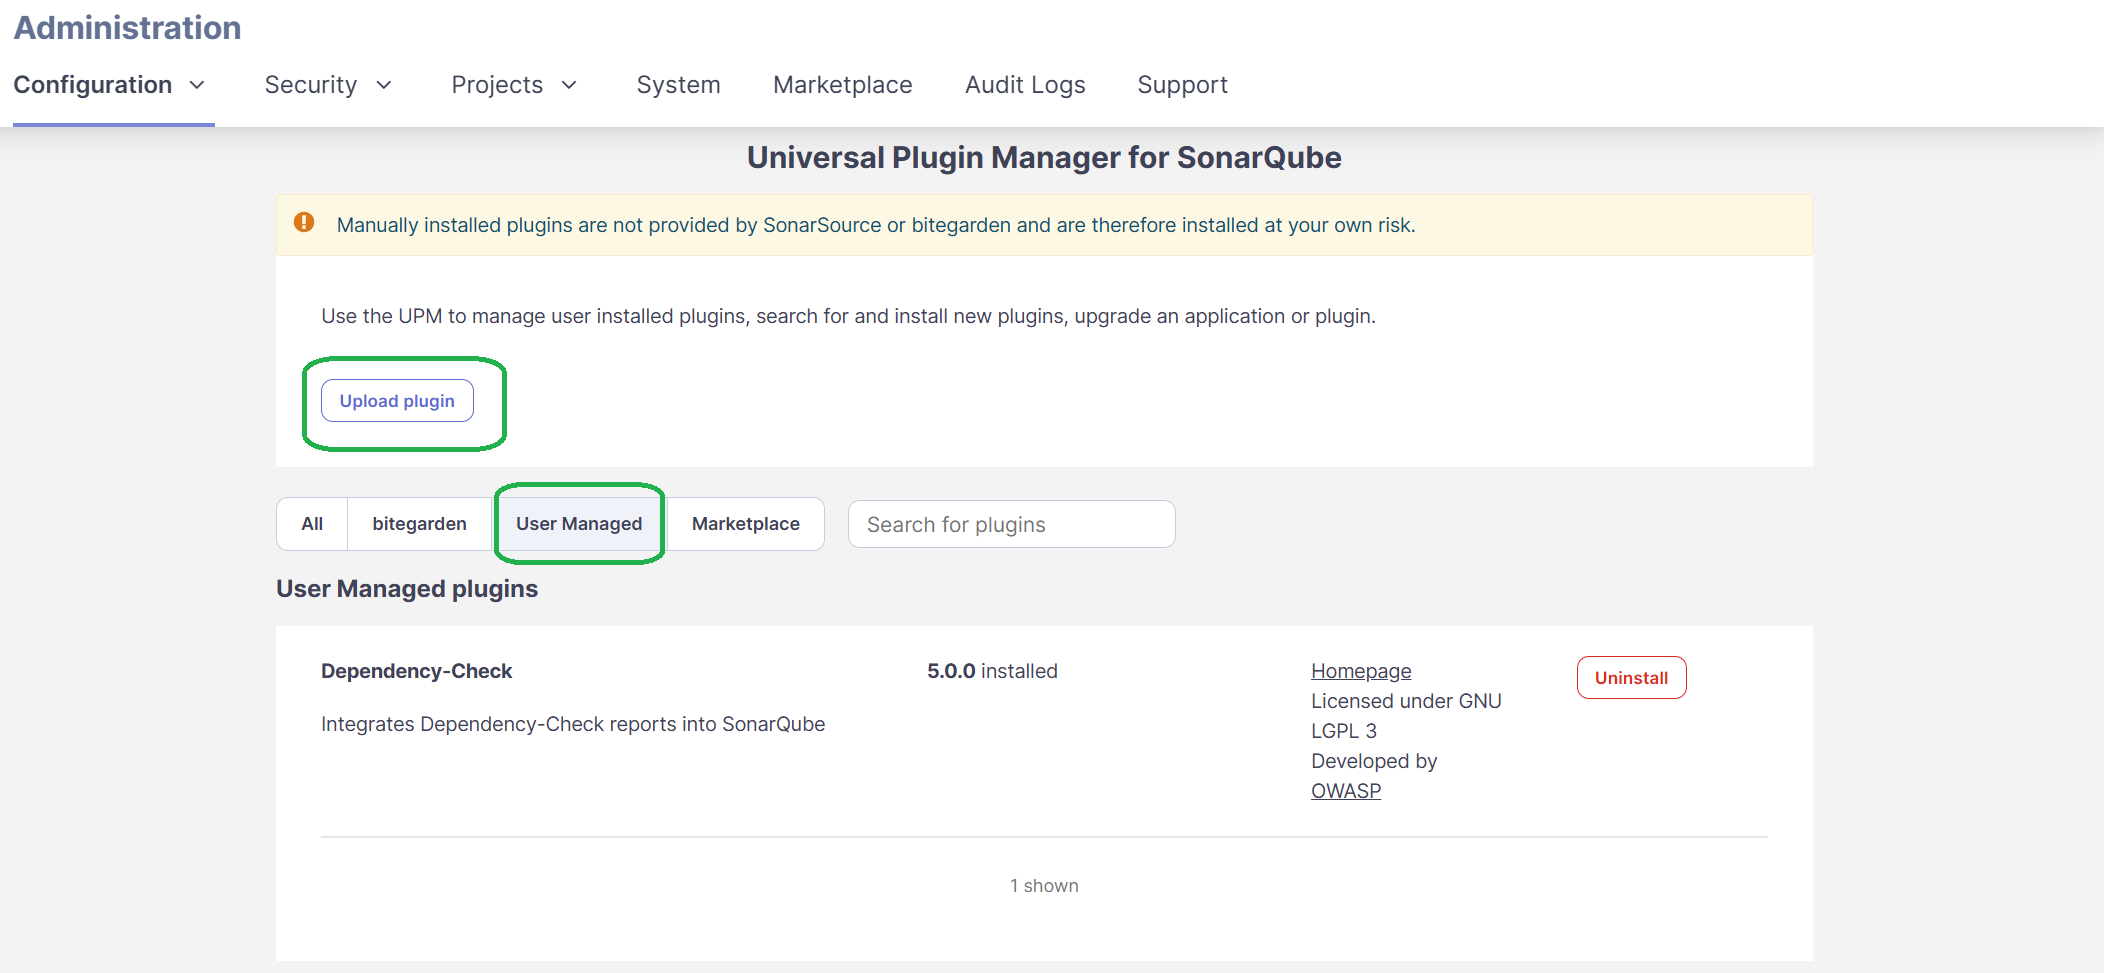 Administration
Configuration Security Projects System Marketplace Audit Logs Support
Universal Plugin Manager for SonarQube
Manually installed plugins are not provided by SonarSource or bitegarden and are therefore installed at your own risk.
Use the UPM to manage user installed plugins, search for and install new plugins, upgrade an application or plugin.
Upload plugin
All bitegarden User Managed Marketplace Search for plugins
User Managed plugins
Dependency-Check 5.0.0 installed Homepage Uninstall
Licensed under GNU
Integrates Dependency-Check reports into SonarQube LGPL 3
Developed by
OWASP
1 shown